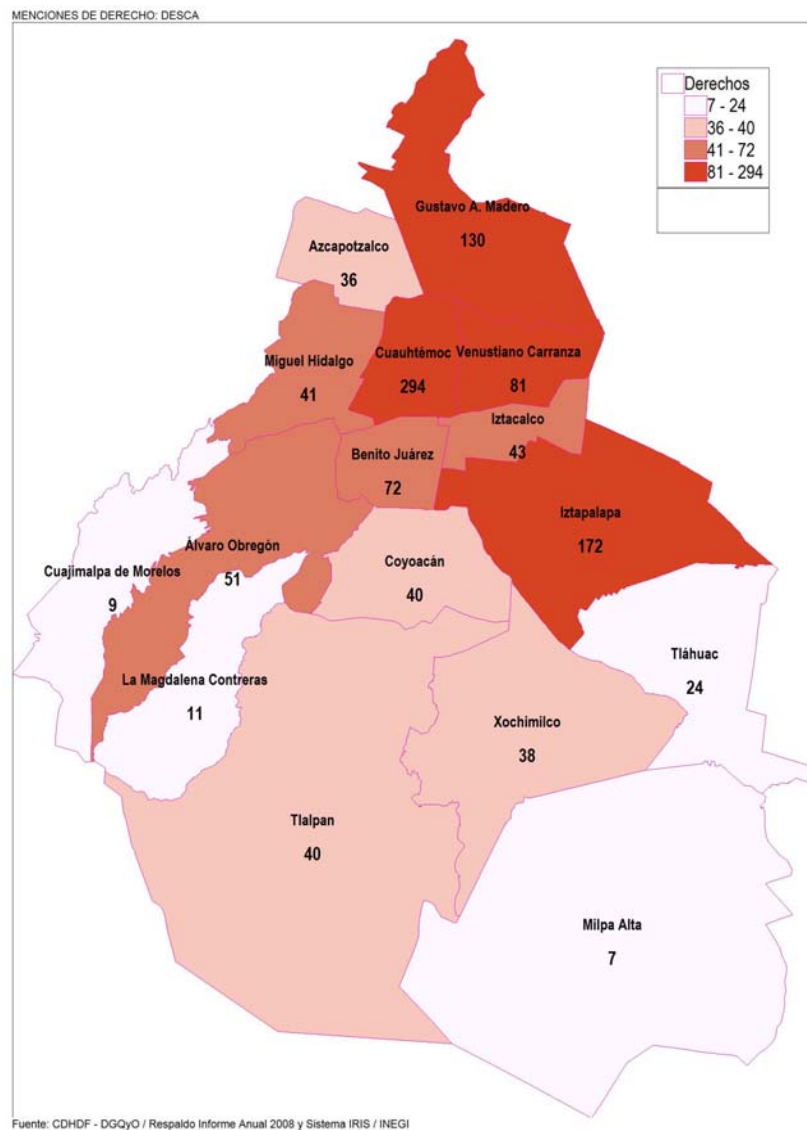 MENCIONES DE DERECHO: DESCA
Derechos
7 - 24
36 - 40
41 - 72
81 - 294
Gustavo A. Madero
130
Azcapotzalco
36
Miguel Hidalgo
41
Cuauhtémoc
294
Venustiano Carranza
81
Iztacalco
43
Benito Juárez
72
Iztapalapa
172
Álvaro Obregón
51
Cuajimalpa de Morelos
9
Coyoacán
40
La Magdalena Contreras
11
Tláhuac
24
Xochimilco
38
Tlalpan
40
Milpa Alta
7
Fuente: CDHDF - DGQyO / Respaldo Informe Anual 2008 y Sistema IRIS / INEGI